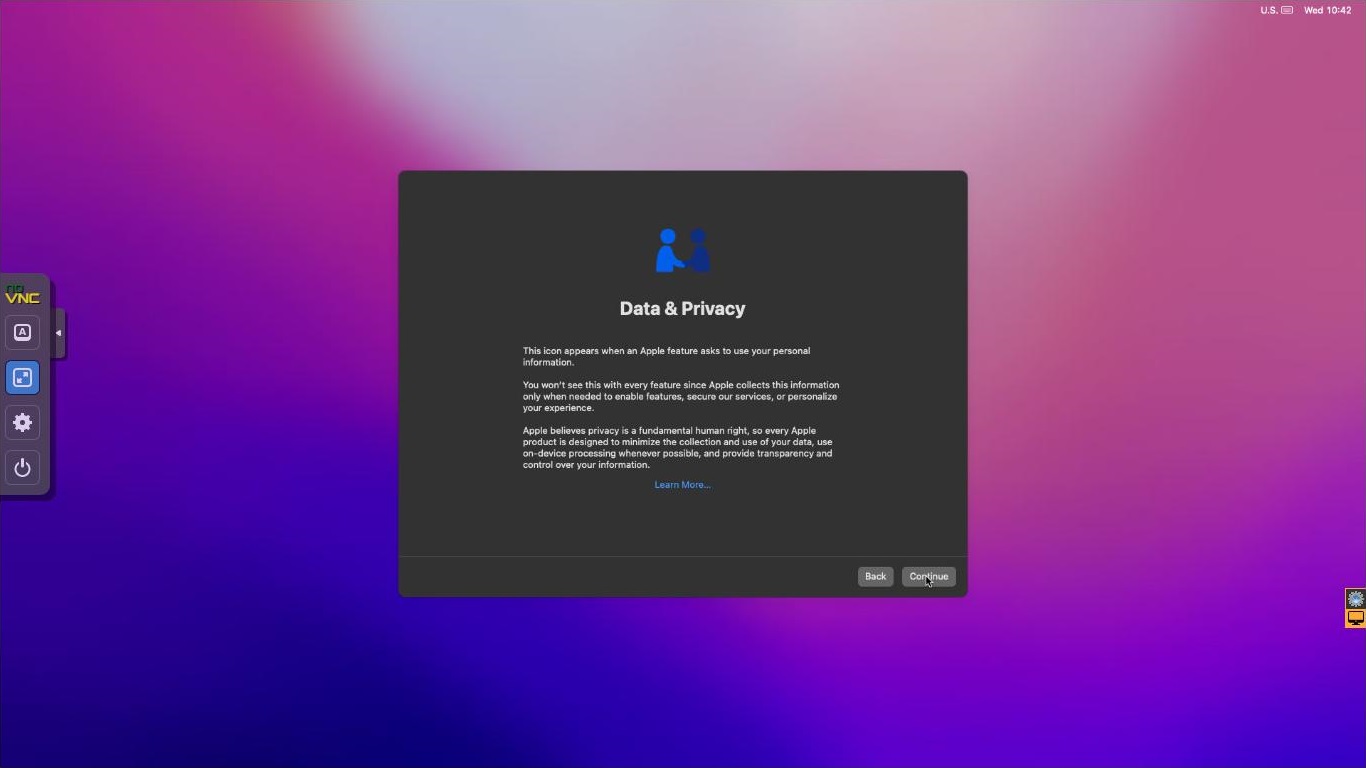 U.S. Wed 10:42
no
VNC
A
Data & Privacy
This icon appears when an Apple feature asks to use your personal
information.
You won't see this with every feature since Apple collects this information
only when needed to enable features, secure our services, or personalize
your experience.
Apple believes privacy is a fundamental human right, so every Apple
product is designed to minimize the collection and use of your data, use
on-device processing whenever possible, and provide transparency and
control over your information.
Learn More...
Back Continue